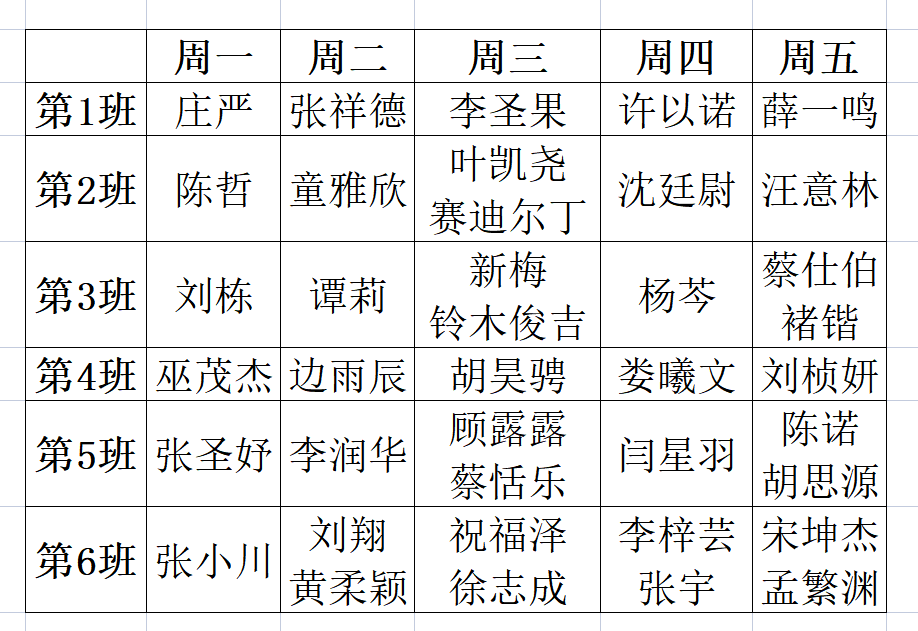 周一 周二 周三 周四 周五
第1班 庄严 张祥德 李圣果 许以诺 薛一鸣
第2班 陈哲 童雅欣 叶凯尧 沈廷尉 汪意林
赛迪尔丁
第3班 刘栋 谭莉 新梅 杨芩 蔡仕伯
铃木俊吉 褚锴
第4班 巫茂杰 边雨辰 胡昊骋 娄曦文 刘桢妍
第5班 张圣妤 李润华 顾露露 闫星羽 陈诺
蔡恬乐 胡思源
第6班 张小川 刘翔 祝福泽 李梓芸 宋坤杰
黄柔颖 徐志成 张宇 孟繁渊